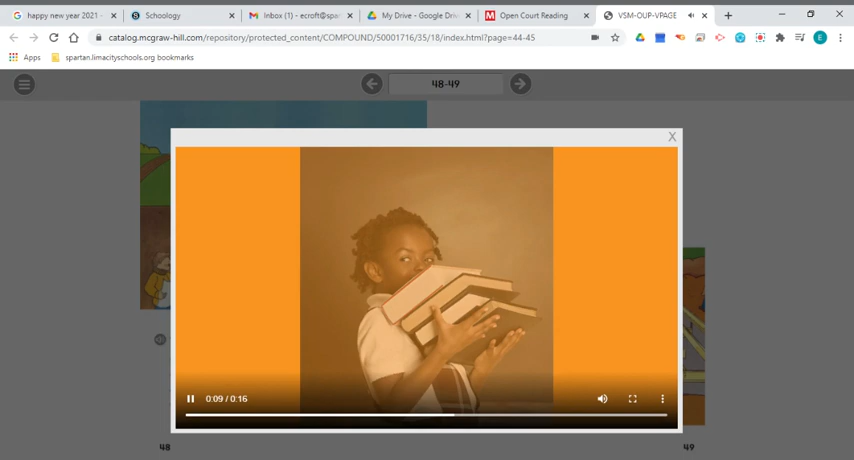 happy new year 2021 -
Schoology
Inbox (1) - ecroft@spa
My Drive - Google Driv
Open Court Reading
VSM-OUP-VPAGE
catalog.mcgraw-hill.com/repository/protected_content/COMPOUND/50001716/35/18/index.html?page=44-45
E
Apps
spartan.limacityschools.org bookmarks
48-49
X
0:09 / 0:16
48
49